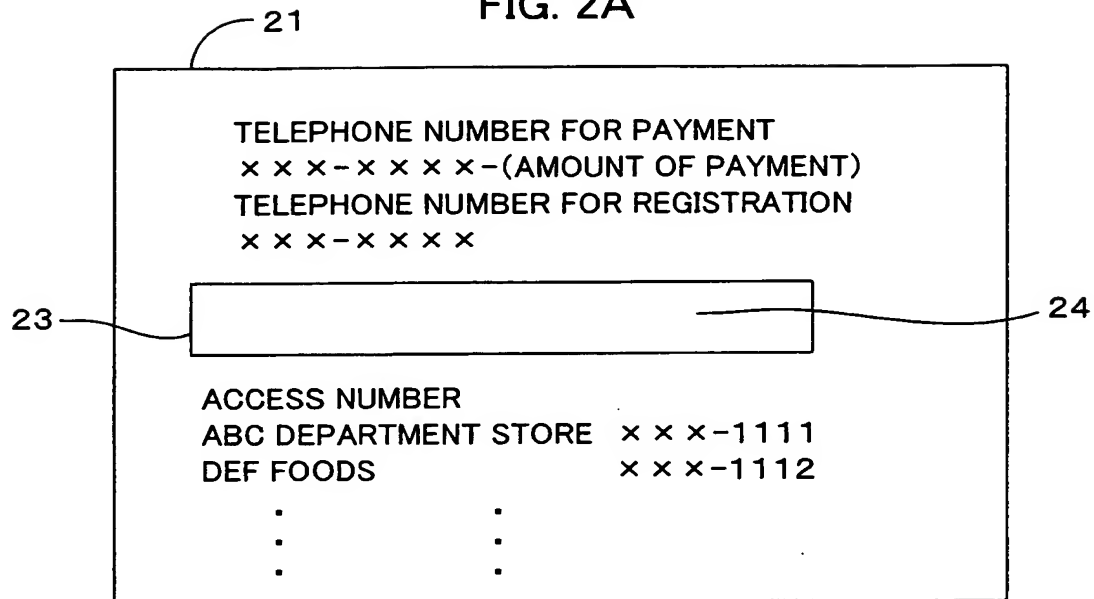 FIG. 2A
21
TELEPHONE NUMBER FOR PAYMENT
× × ×-× × × ×-(AMOUNT OF PAYMENT)
TELEPHONE NUMBER FOR REGISTRATION
× × ×-× × × ×
23
24
ACCESS NUMBER
ABC DEPARTMENT STORE × × ×-1111
DEF FOODS × × ×-1112